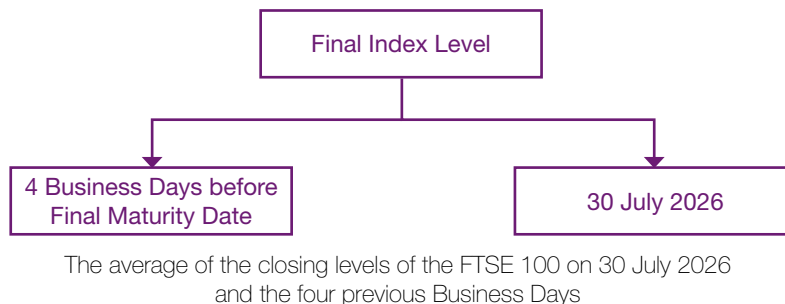 Final Index Level
4 Business Days before
Final Maturity Date
30 July 2026
The average of the closing levels of the FTSE 100 on 30 July 2026
and the four previous Business Days